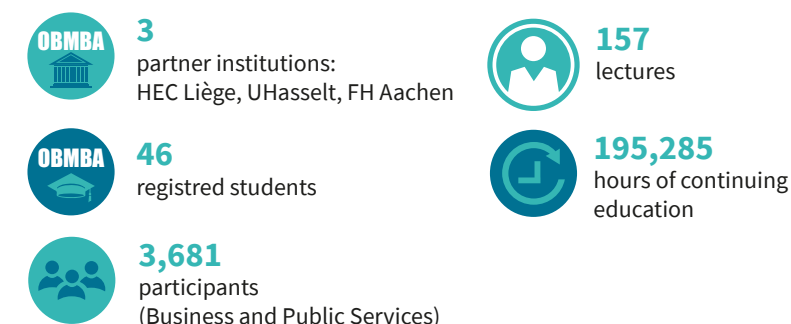 OBMBA
3
partner institutions:
HEC Liège, UHasselt, FH Aachen
OBMBA
46
registred students
3,681
participants
(Business and Public Services)
157
lectures
195,285
hours of continuing
education